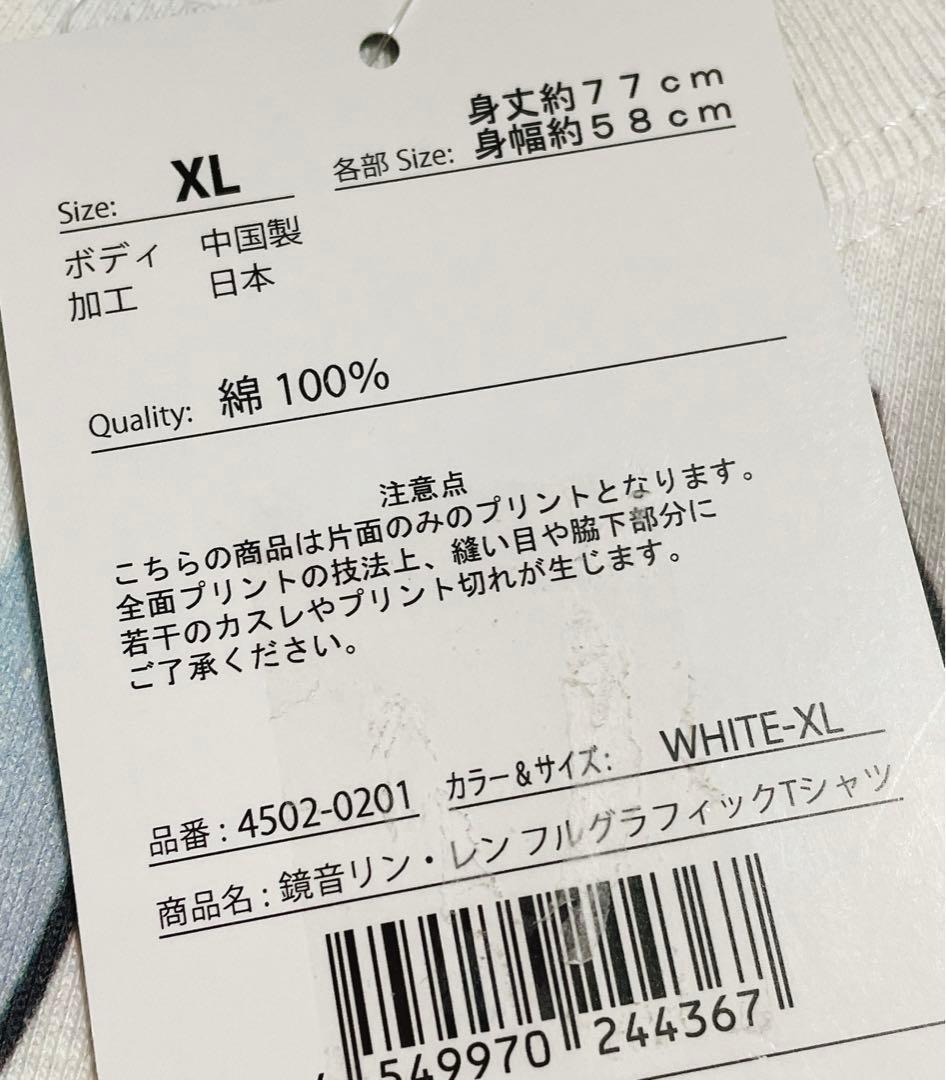 身丈約７７ｃｍ
Size: XL 各部 Size: 身幅約５８ｃｍ
ボディ 中国製
加工 日本
Quality: 綿 100%
注意点
こちらの商品は片面のみのプリントとなります。
全面プリントの技法上、縫い目や脇下部分に
若干のカスレやプリント切れが生じます。
ご了承ください。
品番 : 4502-0201 カラー＆サイズ: WHITE-XL
商品名 : 鏡音リン・レン フルグラフィックTシャツ
4 549970 244367